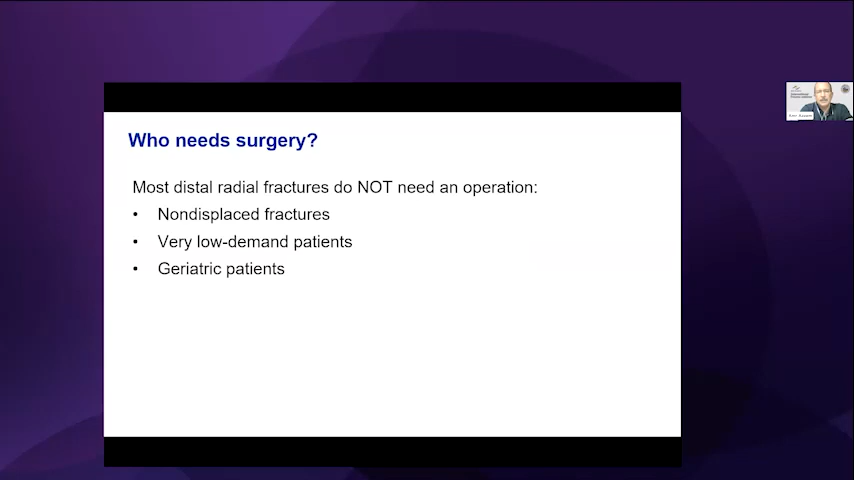 Who needs surgery?
Most distal radial fractures do NOT need an operation:
• Nondisplaced fractures
• Very low-demand patients
• Geriatric patients